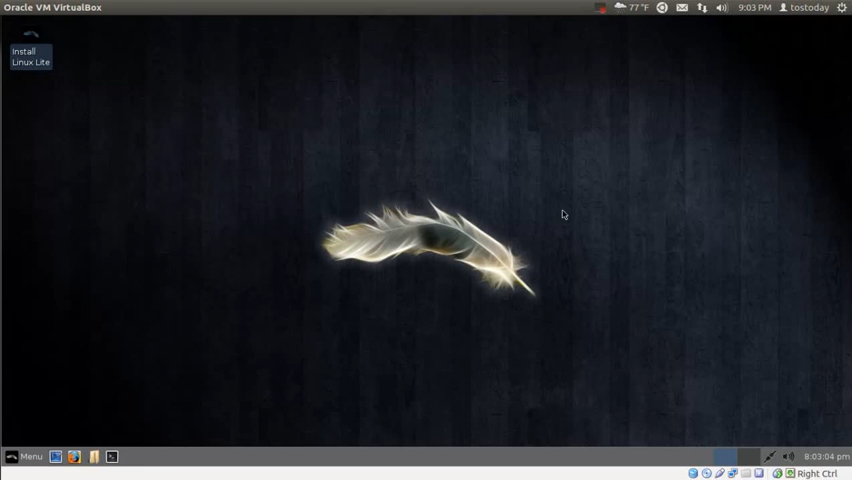 Oracle VM VirtualBox
77 °F
9:03 PM
tostoday
Install
Linux Lite
Menu
8:03:04 pm
Right Ctrl